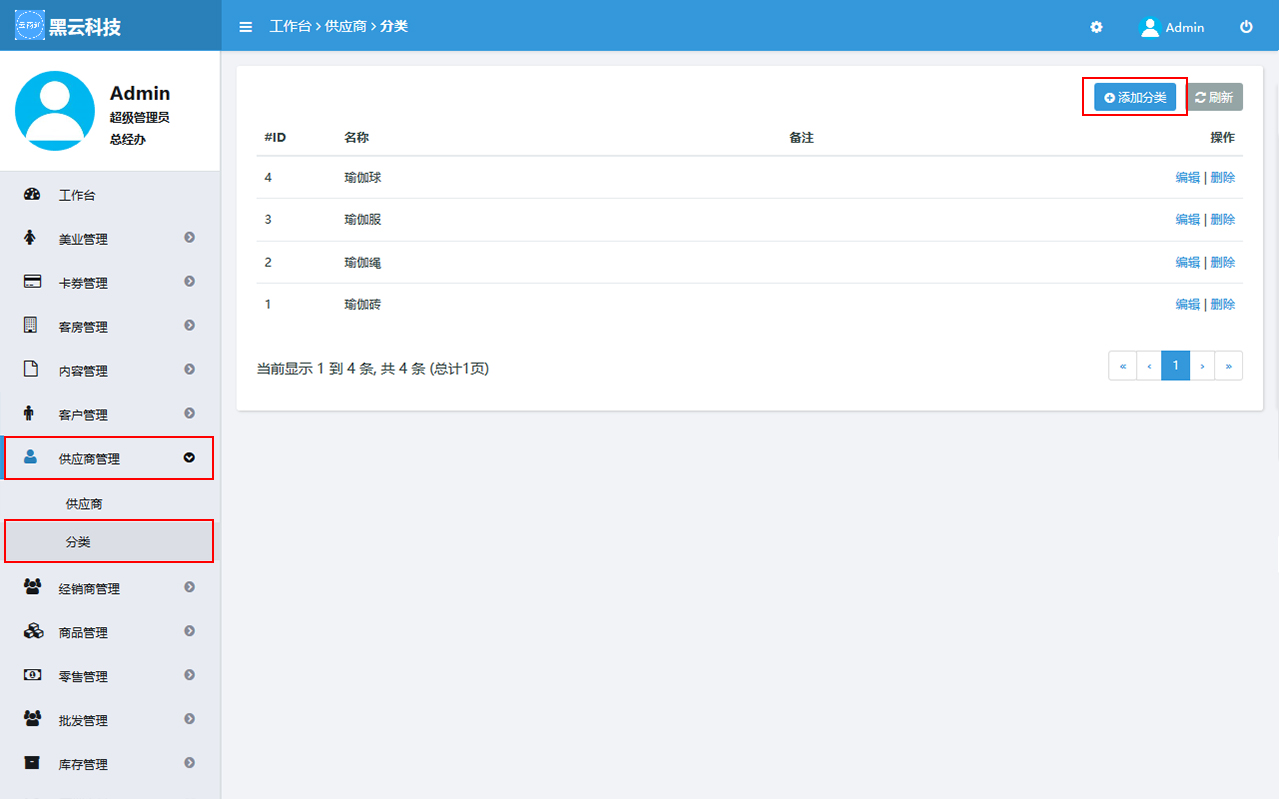 黑云科技
工作台 › 供应商 › 分类
Admin
Admin
超级管理员
总经办
工作台
美业管理
卡券管理
客房管理
内容管理
客户管理
供应商管理
供应商
分类
经销商管理
商品管理
零售管理
批发管理
库存管理
添加分类 刷新
#ID 名称 备注 操作
4 瑜伽球 编辑 | 删除
3 瑜伽服 编辑 | 删除
2 瑜伽绳 编辑 | 删除
1 瑜伽砖 编辑 | 删除
当前显示 1 到 4 条, 共 4 条 (总计1页)
« ‹ 1 › »